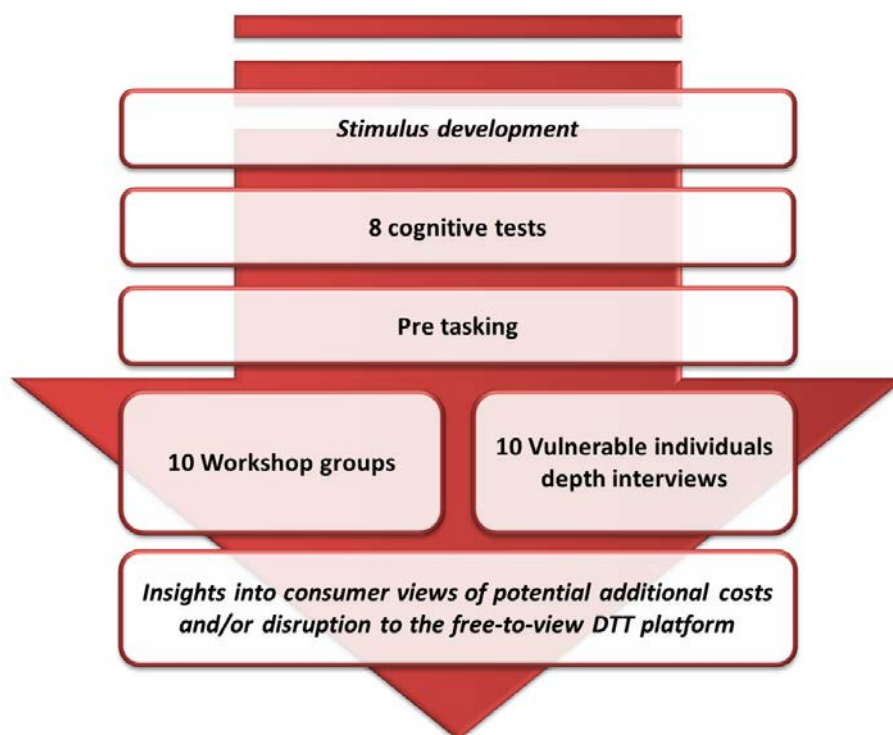 Stimulus development
8 cognitive tests
Pre tasking
10 Workshop groups
10 Vulnerable individuals
depth interviews
Insights into consumer views of potential additional costs
and/or disruption to the free-to-view DTT platform